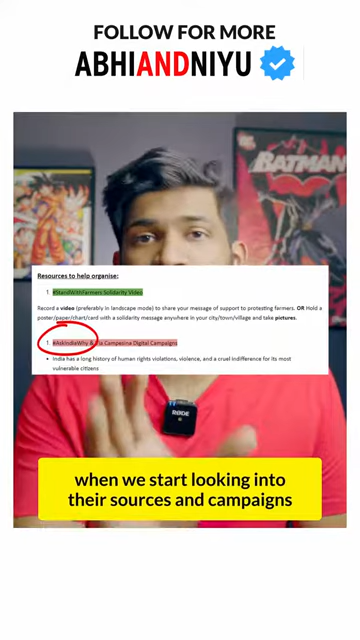 FOLLOW FOR MORE
ABHIANDNIYU
BATMAN
Resources to help organise:
1. #StandWithFarmers Solidarity Video
Record a video (preferably in landscape mode) to share your message of support to protesting farmers. OR Hold a
poster/paper/chart/card with a solidarity message anywhere in your city/town/village and take pictures.
1. #AskIndiaWhy & Via Campesina Digital Campaigns
• India has a long history of human rights violations, violence, and a cruel indifference for its most
vulnerable citizens
RØDE
when we start looking into
their sources and campaigns